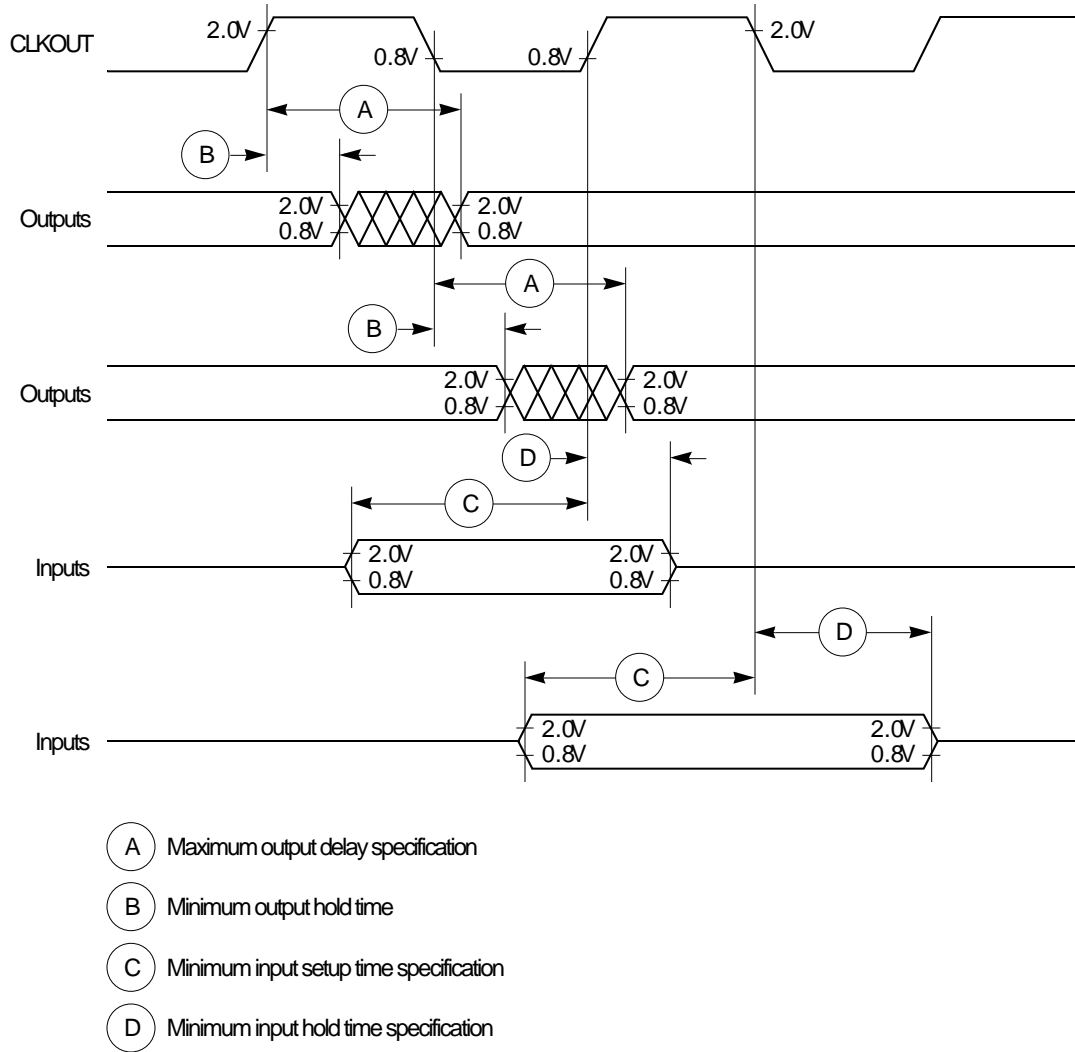 CLKOUT 2.0V 0.8V 0.8V 2.0V
A
B
Outputs 2.0V 2.0V
0.8V 0.8V
A
B
Outputs 2.0V 2.0V
0.8V 0.8V
D
C
Inputs 2.0V 2.0V
0.8V 0.8V
D
C
Inputs 2.0V 2.0V
0.8V 0.8V
A Maximum output delay specification
B Minimum output hold time
C Minimum input setup time specification
D Minimum input hold time specification